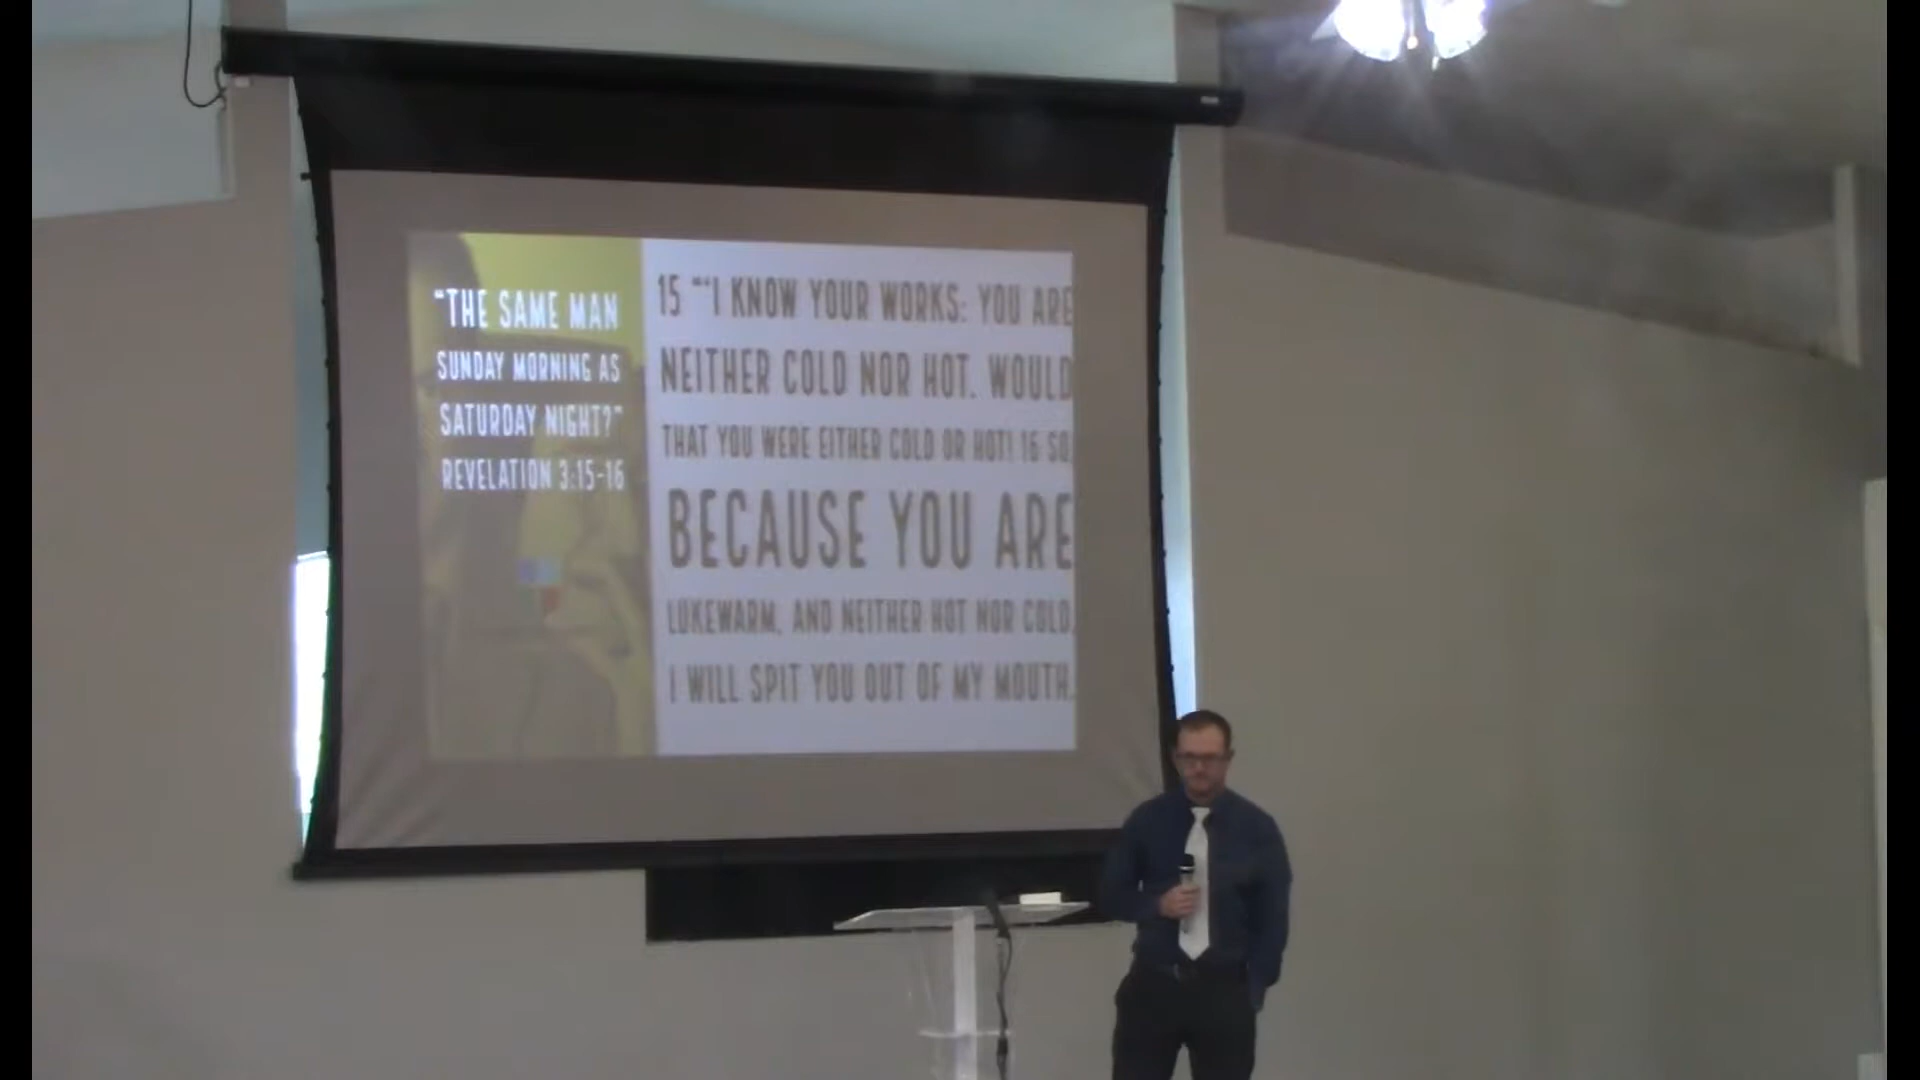 “THE SAME MAN
SUNDAY MORNING AS
SATURDAY NIGHT?”
REVELATION 3:15-16
15 “‘I KNOW YOUR WORKS: YOU ARE
NEITHER COLD NOR HOT. WOULD
THAT YOU WERE EITHER COLD OR HOT! 16 SO
BECAUSE YOU ARE
LUKEWARM, AND NEITHER HOT NOR COLD,
I WILL SPIT YOU OUT OF MY MOUTH.